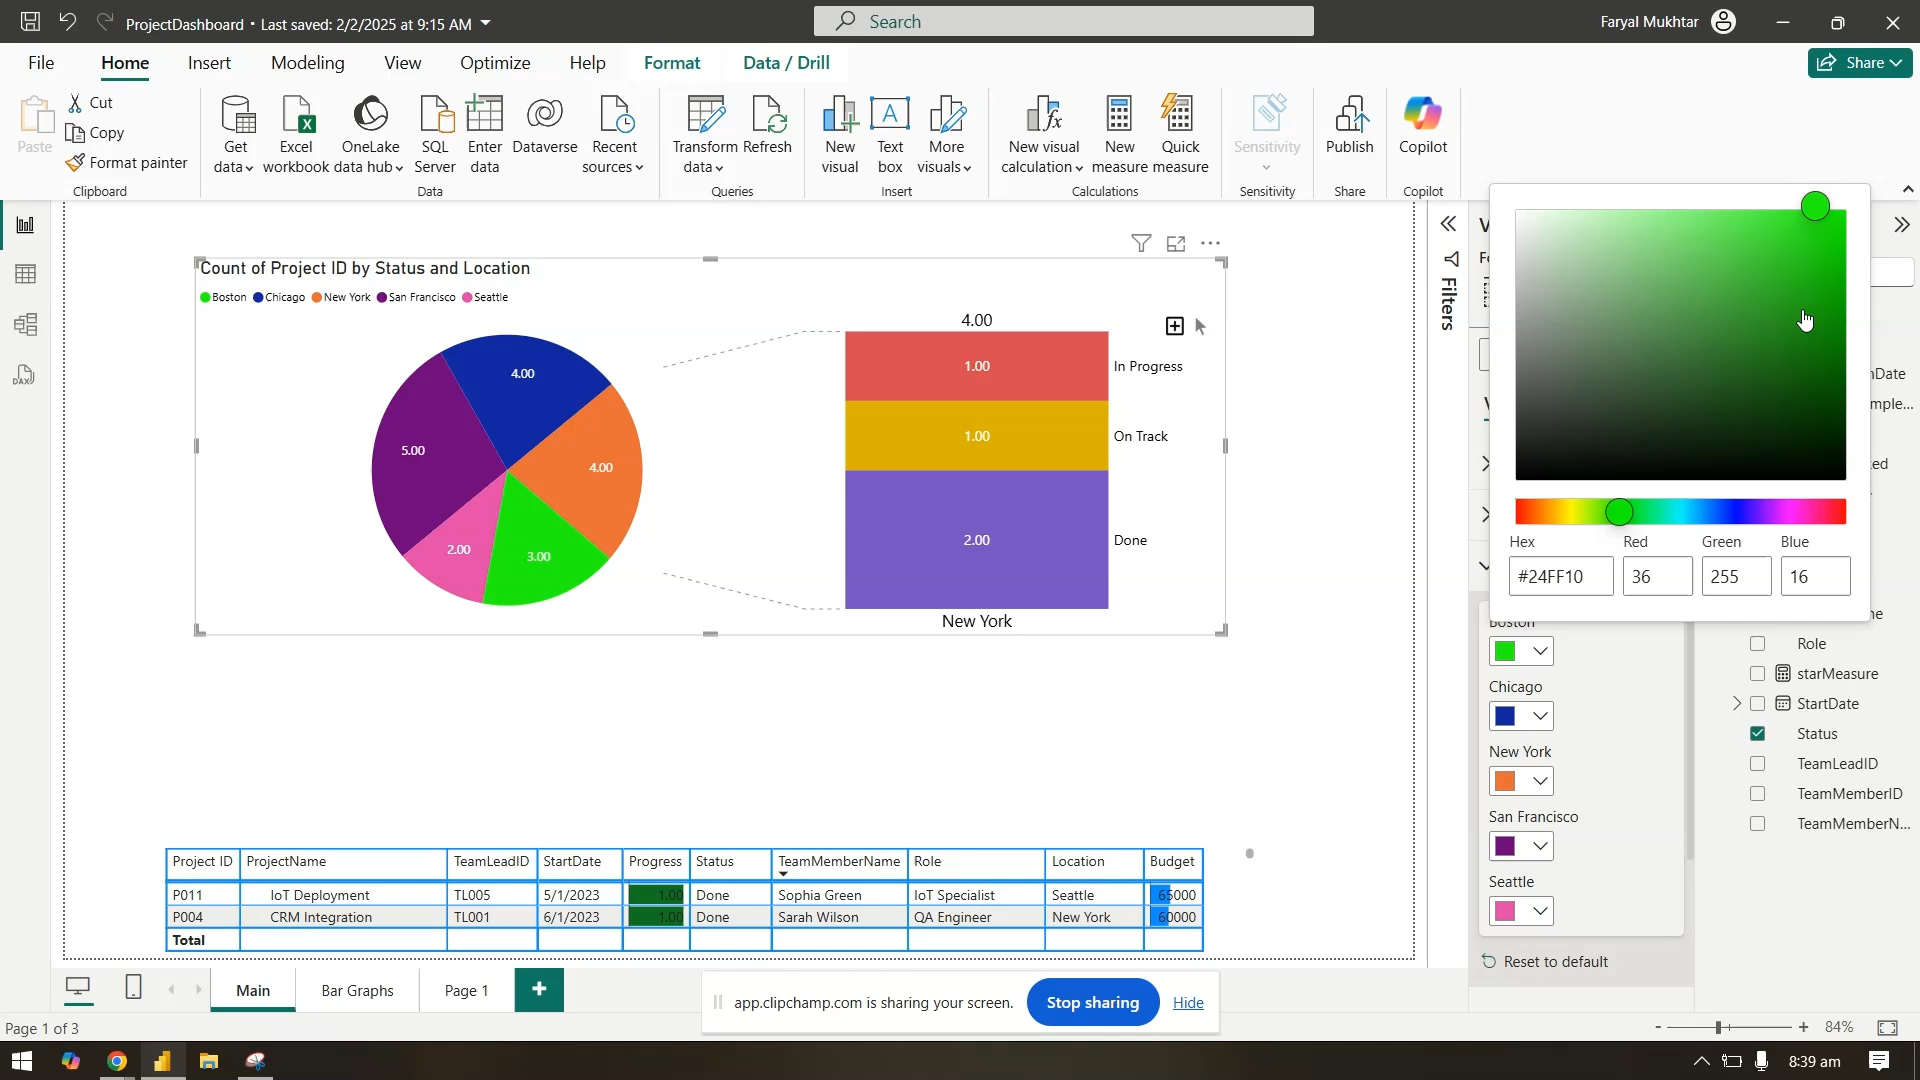 ProjectDashboard • Last saved: 2/2/2025 at 9:15 AM
Search
Faryal Mukhtar
File Home Insert Modeling View Optimize Help Format Data / Drill
Share
Paste
Cut
Copy
Format painter
Clipboard
Get data
Excel workbook
OneLake data hub
SQL Server
Enter data
Dataverse
Recent sources
Data
Transform data
Refresh
Queries
New visual
Text box
More visuals
Insert
New visual calculation
New measure
Quick measure
Calculations
Sensitivity
Sensitivity
Publish
Share
Copilot
Copilot
Count of Project ID by Status and Location
Boston Chicago New York San Francisco Seattle
4.00
4.00
5.00
2.00
3.00
4.00
1.00 In Progress
1.00 On Track
2.00 Done
New York
Filters
Hex Red Green Blue
#24FF10 36 255 16
Boston
Chicago
New York
San Francisco
Seattle
Reset to default
Role
starMeasure
StartDate
Status
TeamLeadID
TeamMemberID
TeamMemberN...
Project ID ProjectName TeamLeadID StartDate Progress Status TeamMemberName Role Location Budget
P011 IoT Deployment TL005 5/1/2023 1.00 Done Sophia Green IoT Specialist Seattle 65000
P004 CRM Integration TL001 6/1/2023 1.00 Done Sarah Wilson QA Engineer New York 60000
Total
Main Bar Graphs Page 1
app.clipchamp.com is sharing your screen. Stop sharing Hide
Page 1 of 3
84%
8:39 am